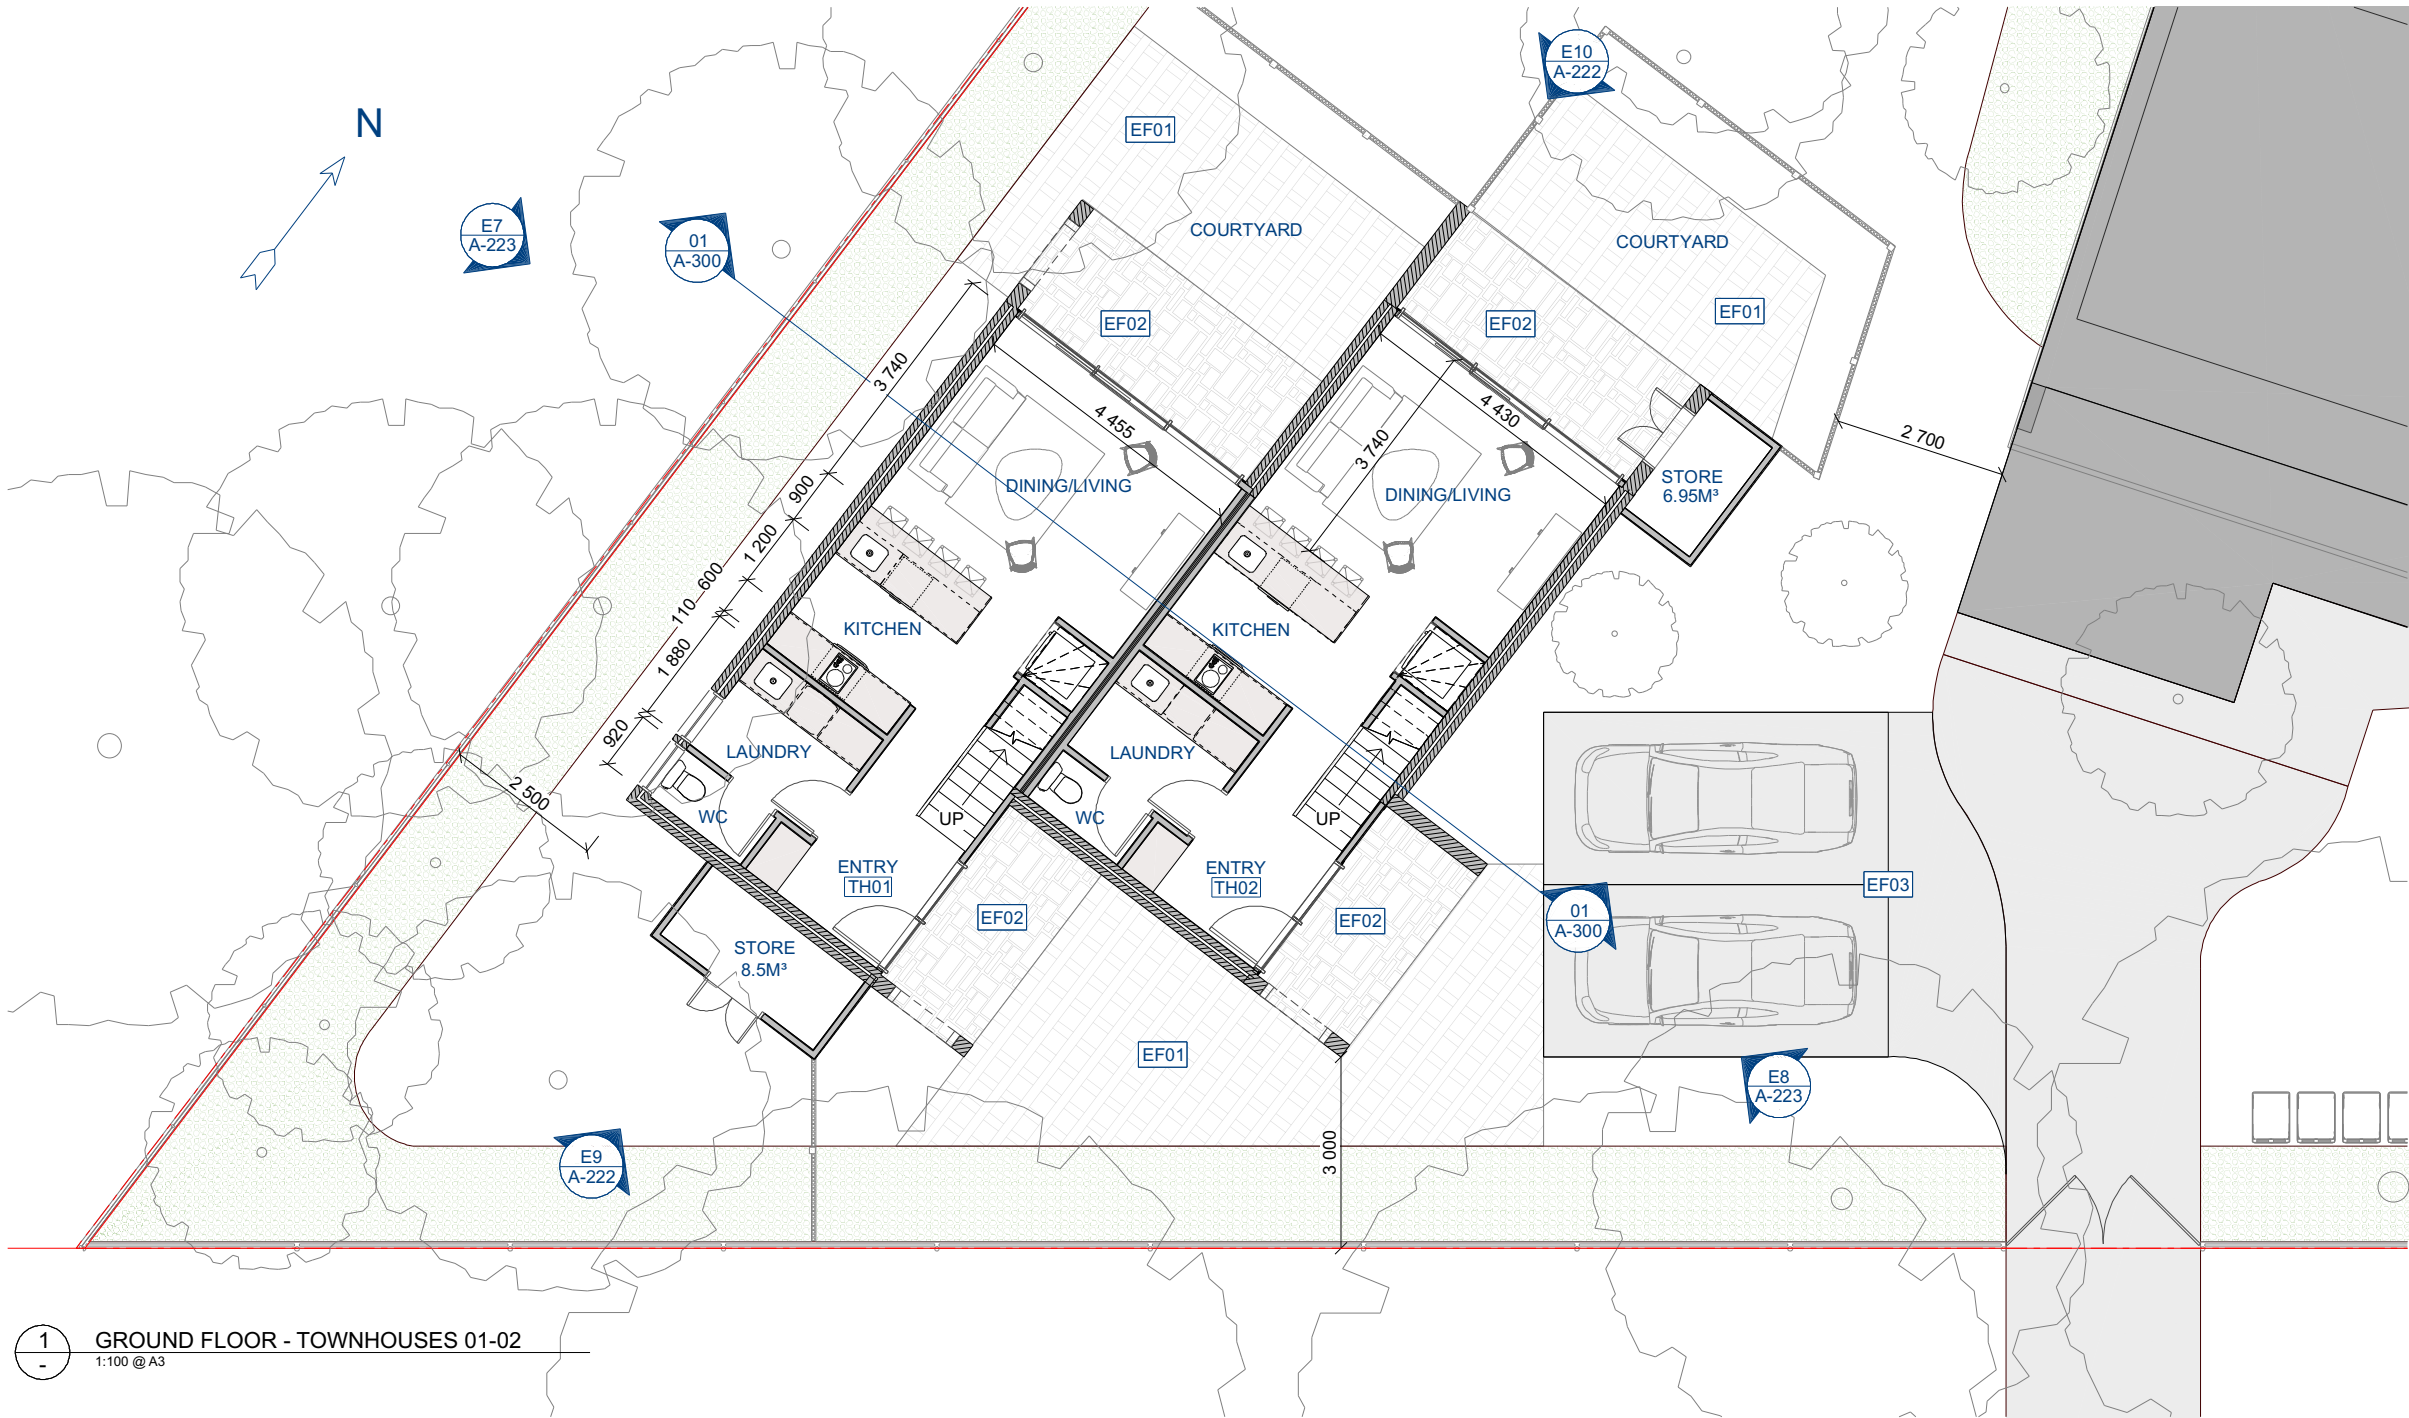 E10
A-222
N
EF01
E7
A-223
01
A-300
COURTYARD
COURTYARD
EF02
EF02
EF01
3 740
4 455
4 430
3 740
2 700
900
DINING/LIVING
DINING/LIVING
STORE
6.95M³
1 200
600
110
KITCHEN
KITCHEN
1 880
920
LAUNDRY
LAUNDRY
2 500
WC
UP
WC
UP
ENTRY
TH01
ENTRY
TH02
EF03
EF02
EF02
01
A-300
STORE
8.5M³
EF01
E8
A-223
3 000
E9
A-222
1
-
GROUND FLOOR - TOWNHOUSES 01-02
1:100 @ A3